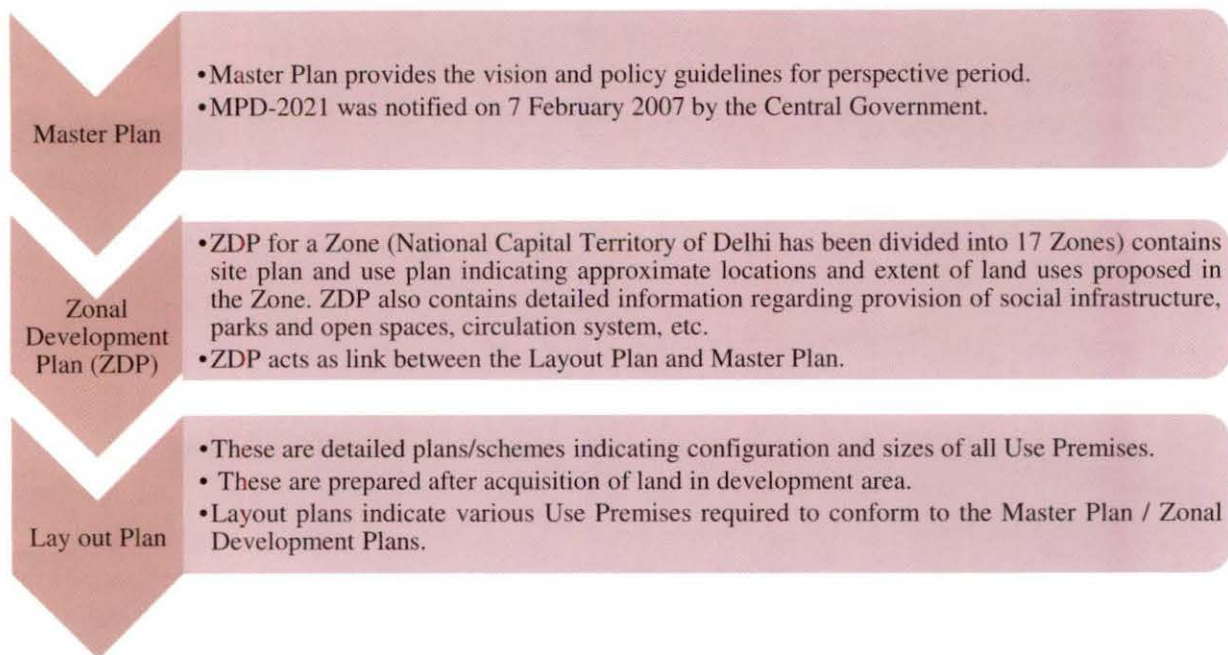 Master Plan
•Master Plan provides the vision and policy guidelines for perspective period.
•MPD-2021 was notified on 7 February 2007 by the Central Government.
Zonal
Development
Plan (ZDP)
•ZDP for a Zone (National Capital Territory of Delhi has been divided into 17 Zones) contains
site plan and use plan indicating approximate locations and extent of land uses proposed in
the Zone. ZDP also contains detailed information regarding provision of social infrastructure,
parks and open spaces, circulation system, etc.
•ZDP acts as link between the Layout Plan and Master Plan.
Lay out Plan
•These are detailed plans/schemes indicating configuration and sizes of all Use Premises.
• These are prepared after acquisition of land in development area.
•Layout plans indicate various Use Premises required to conform to the Master Plan / Zonal
Development Plans.